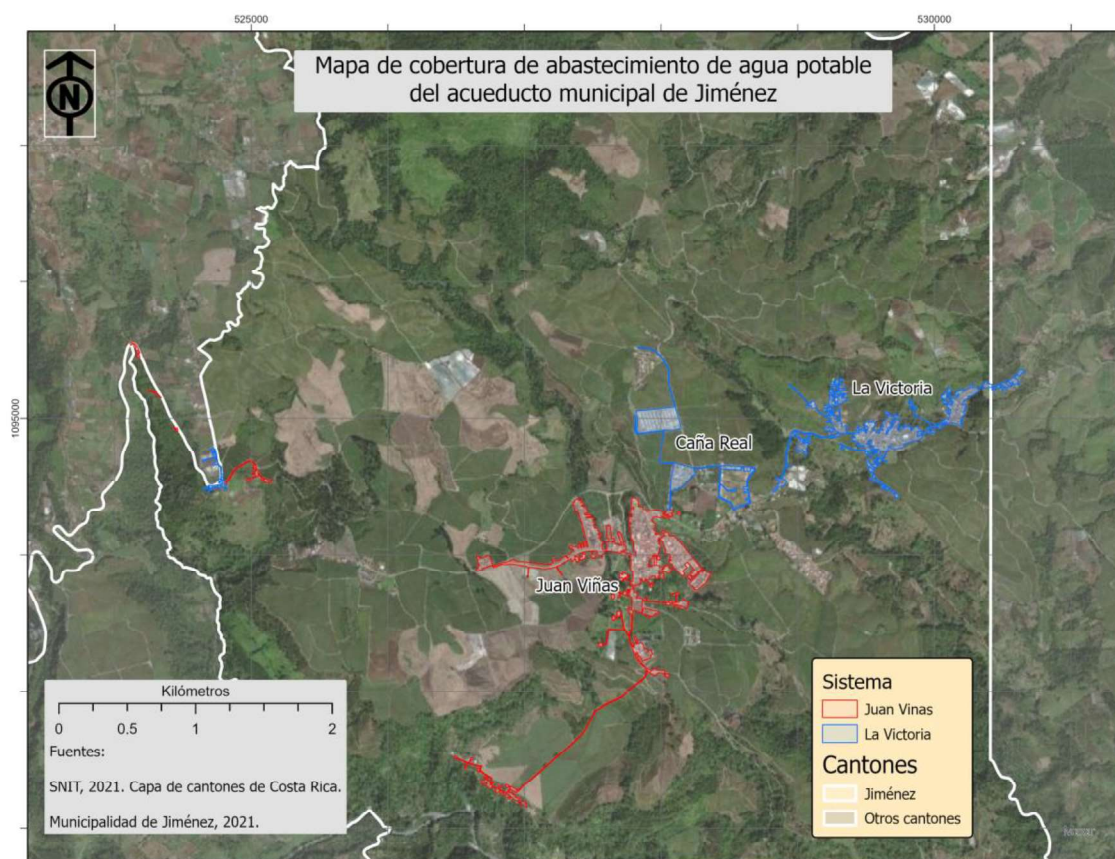 525000
530000
Mapa de cobertura de abastecimiento de agua potable
del acueducto municipal de Jiménez
N
1095000
La Victoria
Caña Real
Juan Viñas
Kilómetros
0 0.5 1 2
Fuentes:
SNIT, 2021. Capa de cantones de Costa Rica.
Municipalidad de Jiménez, 2021.
Sistema
Juan Vinas
La Victoria
Cantones
Jiménez
Otros cantones